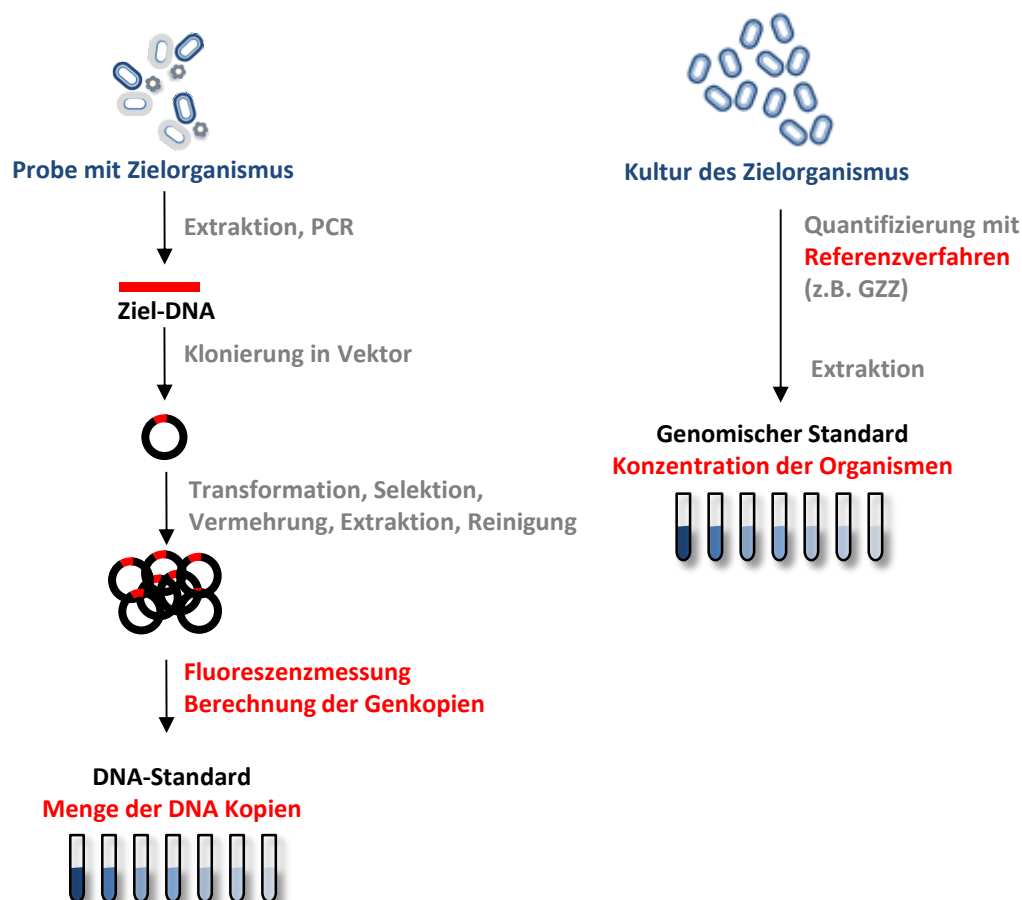 Probe mit Zielorganismus
Extraktion, PCR
Ziel-DNA
Klonierung in Vektor
Transformation, Selektion,
Vermehrung, Extraktion, Reinigung
Fluoreszenzmessung
Berechnung der Genkopien
DNA-Standard
Menge der DNA Kopien
Kultur des Zielorganismus
Quantifizierung mit
Referenzverfahren
(z.B. GZZ)
Extraktion
Genomischer Standard
Konzentration der Organismen